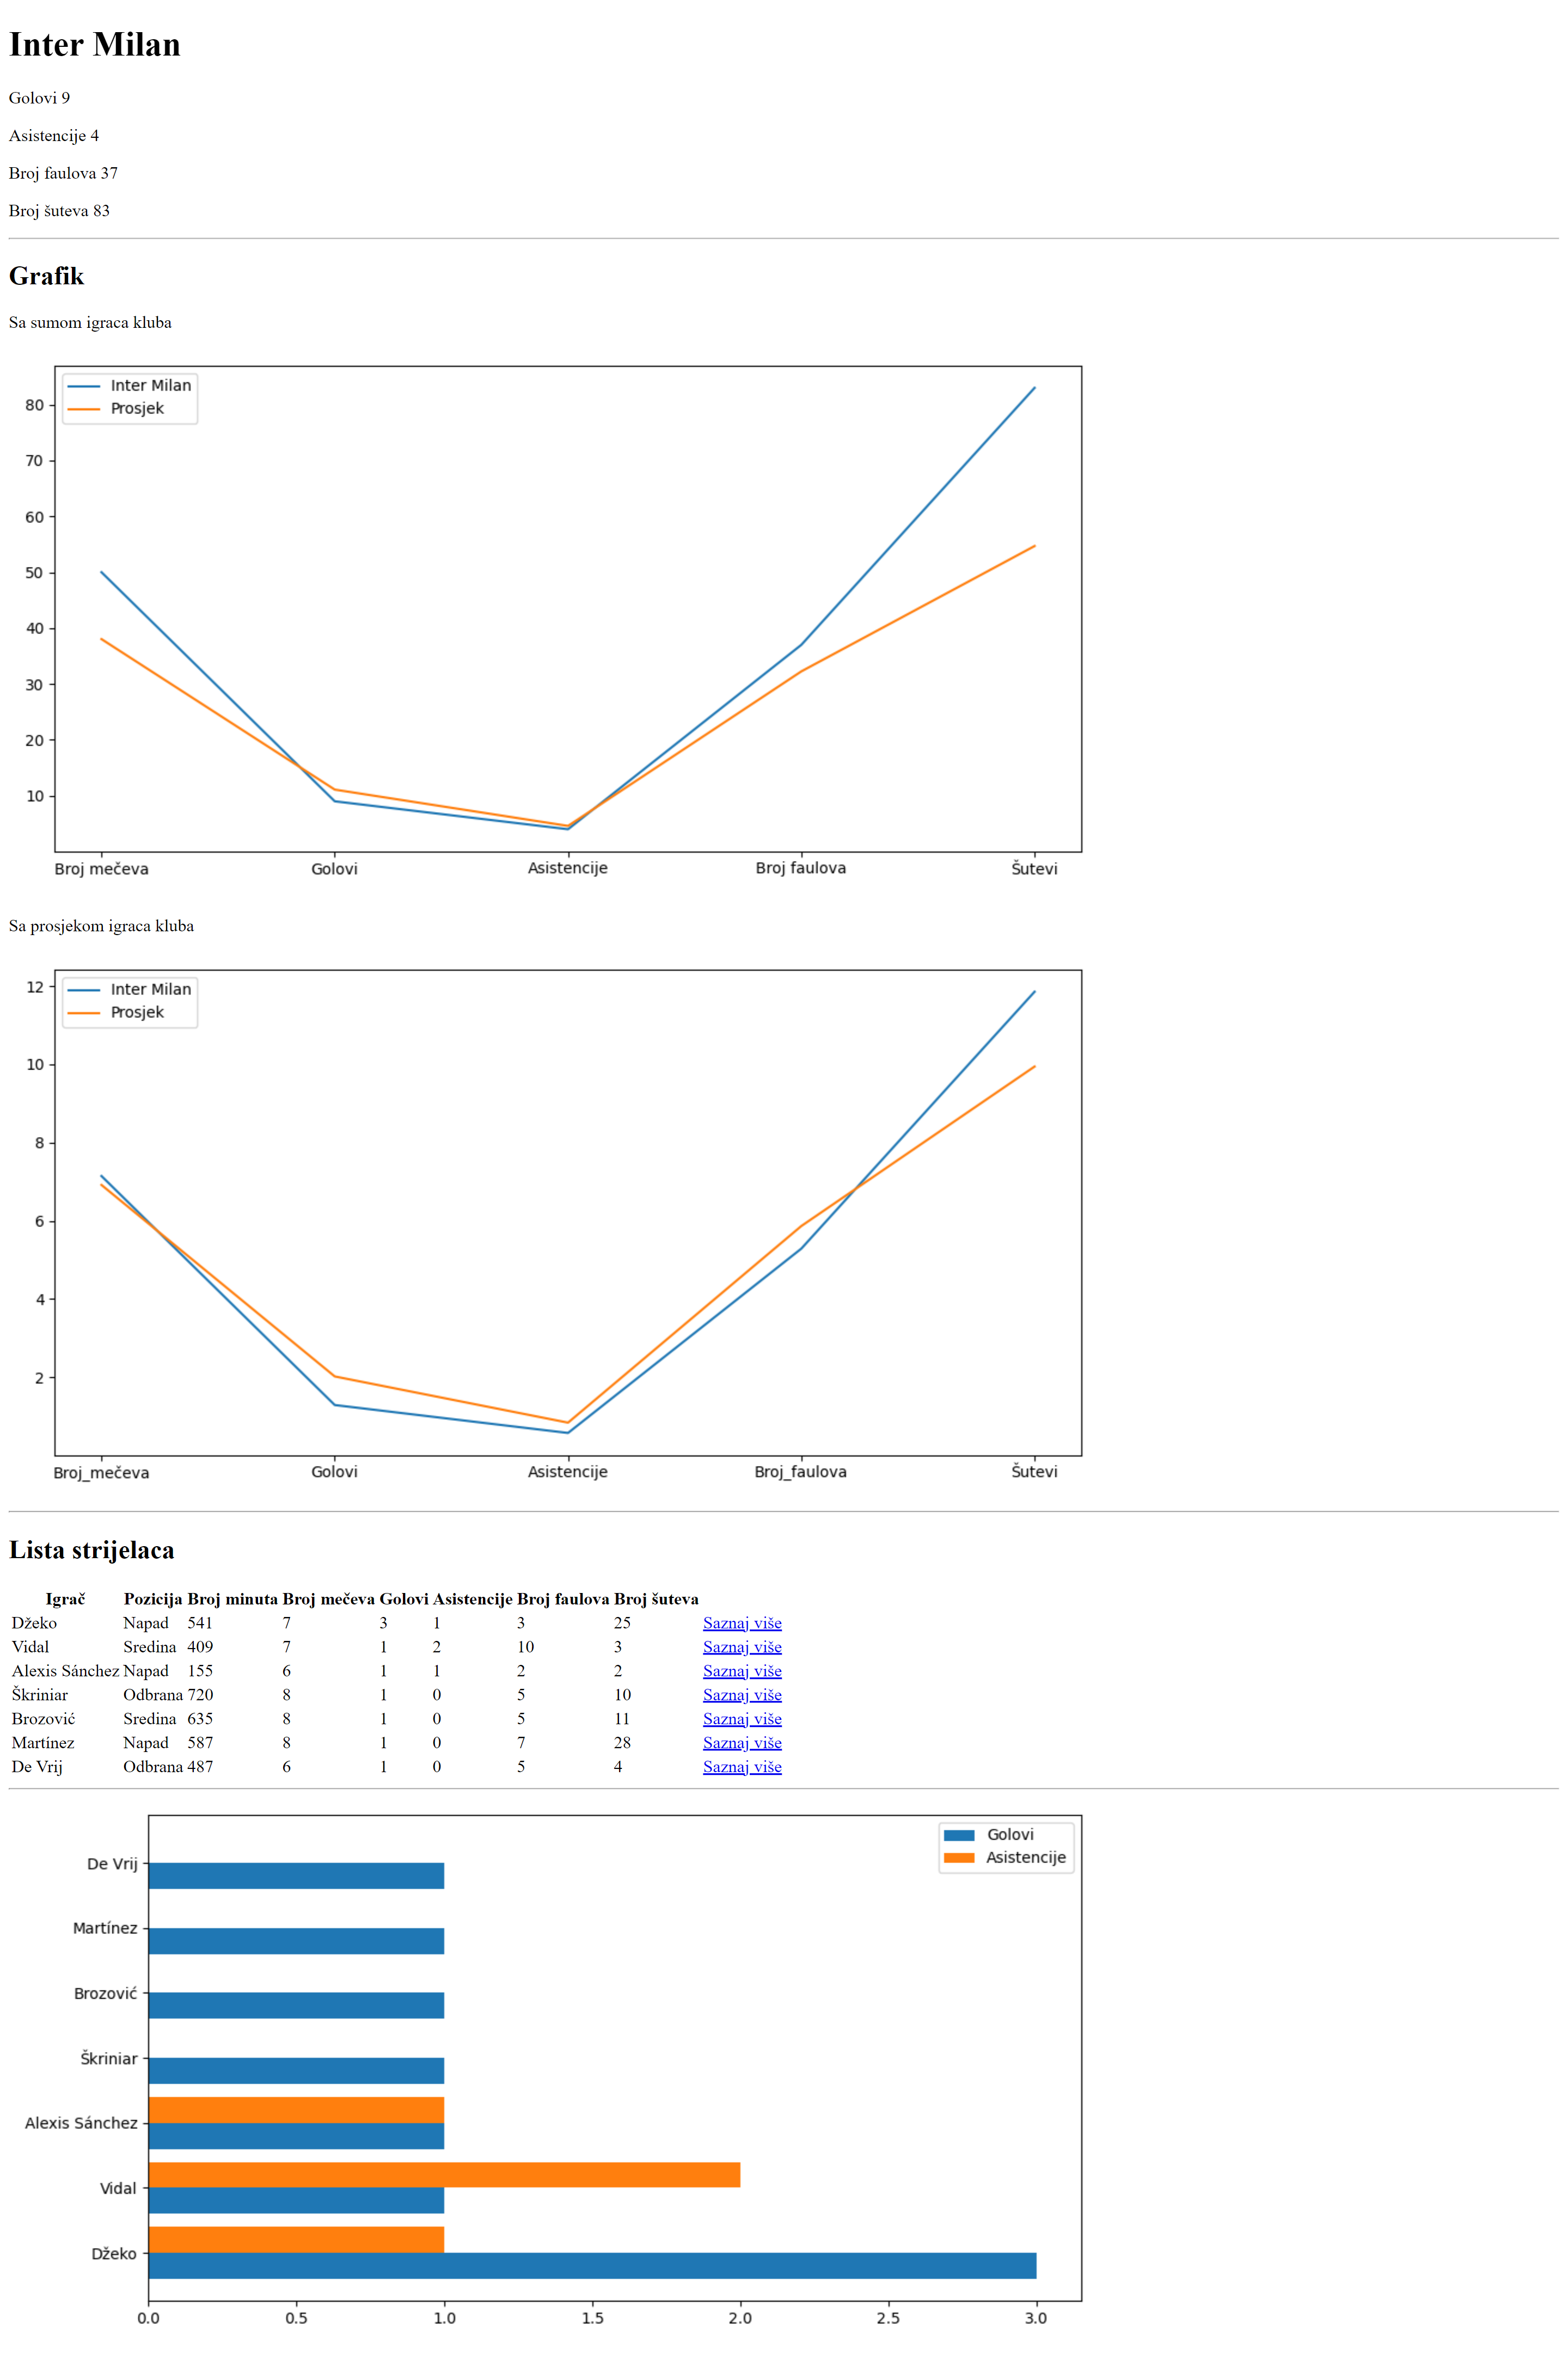 Inter Milan
Golovi 9
Asistencije 4
Broj faulova 37
Broj šuteva 83
Grafik
Sa sumom igraca kluba
Inter Milan
Prosjek
80
70
60
50
40
30
20
10
Broj mečeva Golovi Asistencije Broj faulova Šutevi
Sa prosjekom igraca kluba
Inter Milan
Prosjek
12
10
8
6
4
2
Broj_mečeva Golovi Asistencije Broj_faulova Šutevi
Lista strijelaca
Igrač Pozicija Broj minuta Broj mečeva Golovi Asistencije Broj faulova Broj šuteva
Džeko Napad 541 7 3 1 3 25 Saznaj više
Vidal Sredina 409 7 1 2 10 3 Saznaj više
Alexis Sánchez Napad 155 6 1 1 2 2 Saznaj više
Škriniar Odbrana 720 8 1 0 5 10 Saznaj više
Brozović Sredina 635 8 1 0 5 11 Saznaj više
Martínez Napad 587 8 1 0 7 28 Saznaj više
De Vrij Odbrana 487 6 1 0 5 4 Saznaj više
Golovi
Asistencije
De Vrij
Martínez
Brozović
Škriniar
Alexis Sánchez
Vidal
Džeko
0.0 0.5 1.0 1.5 2.0 2.5 3.0